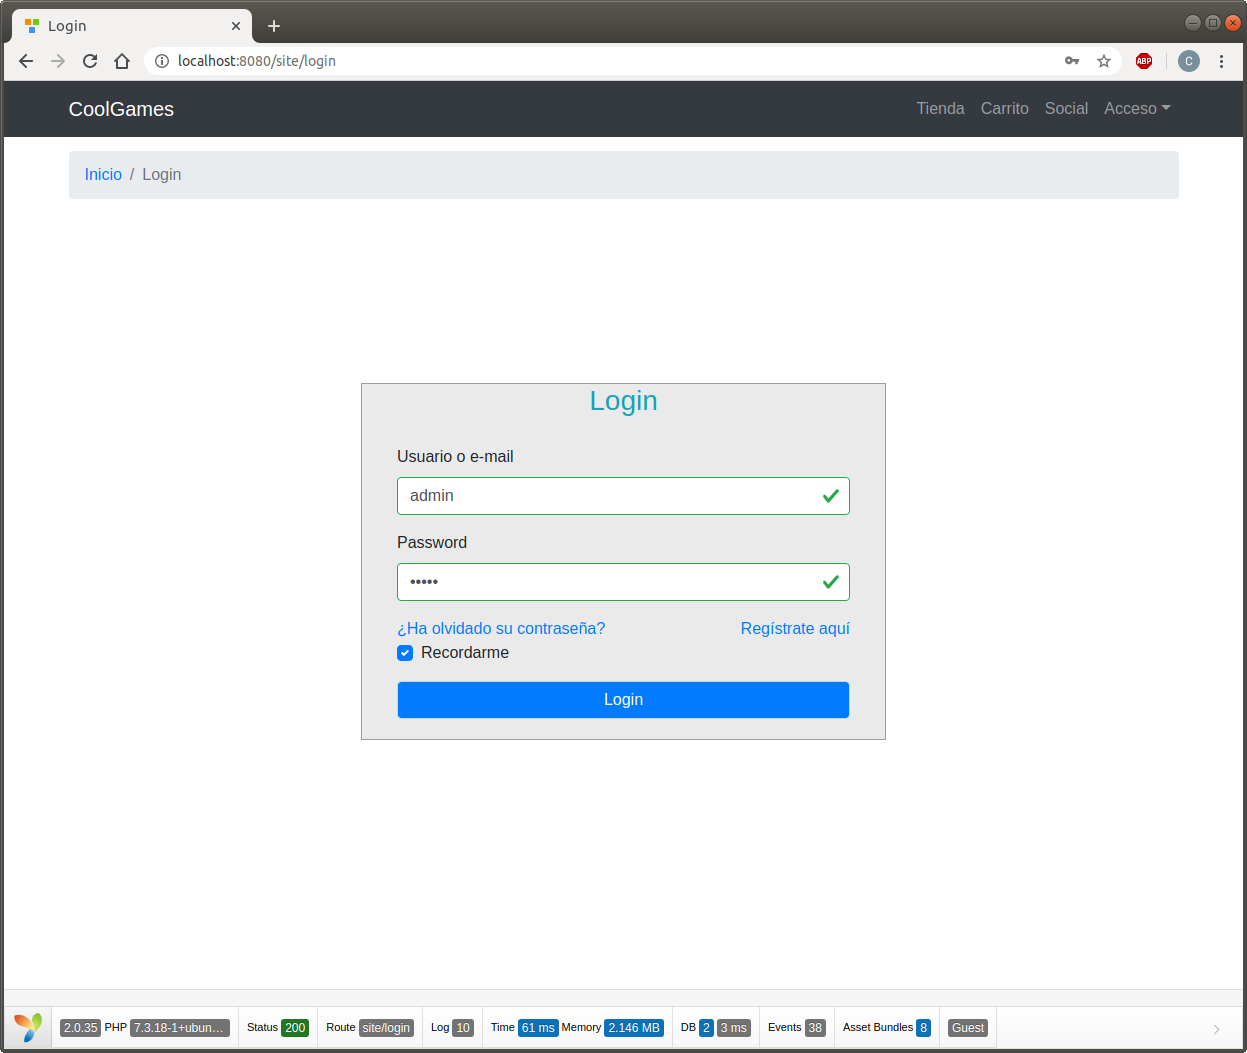 Login
localhost:8080/site/login
ABP
C
CoolGames Tienda Carrito Social Acceso
Inicio / Login
Login
Usuario o e-mail
admin
Password
•••••
¿Ha olvidado su contraseña? Regístrate aquí
Recordarme
Login
2.0.35 PHP 7.3.18-1+ubun... Status 200 Route site/login Log 10 Time 61 ms Memory 2.146 MB DB 2 3 ms Events 38 Asset Bundles 8 Guest